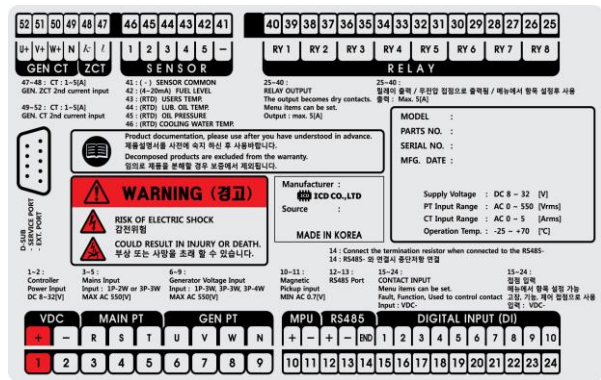 52 51 50 49 48 47 46 45 44 43 42 41 40 39 38 37 36 35 34 33 32 31 30 29 28 27 26 25
U+ V+ W+ N k ℓ 1 2 3 4 5 − RY 1 RY 2 RY 3 RY 4 RY 5 RY 6 RY 7 RY 8
GEN CT ZCT SENSOR RELAY
47~48 : CT : 1~5[A]
GEN. ZCT 2nd current input
49~52 : CT : 1~5[A]
GEN. CT 2nd current input
41 : ( - ) SENSOR COMMON
42 : (4~20mA) FUEL LEVEL
43 : (RTD) USERS TEMP.
44 : (RTD) LUB. OIL TEMP.
45 : (RTD) OIL PRESSURE
46 : (RTD) COOLING WATER TEMP.
25~40 :
RELAY OUTPUT
The output becomes dry contacts.
Menu items can be set.
Output : max. 5[A]
25~40 :
릴레이 출력 / 무전압 접점으로 출력됨 / 메뉴에서 항목 설정후 사용
출력 : Max. 5[A]
Product documentation, please use after you have understood in advance.
제품설명서를 사전에 숙지 하신 후 사용바랍니다.
Decomposed products are excluded from the warranty.
임의로 제품을 분해할 경우 보증에서 제외됩니다.
MODEL :
PARTS NO. :
SERIAL NO. :
MFG. DATE :
Supply Voltage : DC 8 ~ 32 [V]
PT Input Range : AC 0 ~ 550 [Vrms]
CT Input Range : AC 0 ~ 5 [Arms]
Operation Temp. : -25 ~ +70 [℃]
D-SUB
- SERVICE PORT
- EXT. PORT
WARNING (경고)
RISK OF ELECTRIC SHOCK
감전위험
COULD RESULT IN INJURY OR DEATH.
부상 또는 사망을 초래 할 수 있습니다.
Manufacturer :
ICD CO.,LTD
Source :
MADE IN KOREA
14 : Connect the termination resistor when connected to the RS485-
14 : RS485- 와 연결시 종단저항 연결
1~2 :
Controller
Power Input
DC 8~32[V]
3~5 :
Mains Input
Input : 1P-2W or 3P-3W
MAX AC 550[V]
6~9 :
Generator Voltage Input
Input : 1P-3W, 3P-3W, 3P-4W
MAX AC 550[V]
10~11 :
Magnetic
Pickup input
MIN AC 0.7[V]
12~13 :
RS485 Port
15~24 :
CONTACT INPUT
Menu items can be set.
Fault, Function, Used to control contact
Input : VDC-
15~24 :
접점 입력
메뉴에서 항목 설정 가능
고장, 기능, 제어 접점으로 사용
입력 : VDC-
VDC MAIN PT GEN PT MPU RS485 DIGITAL INPUT (DI)
+ − R S T U V W N + − + − END 1 2 3 4 5 6 7 8 9 10
1 2 3 4 5 6 7 8 9 10 11 12 13 14 15 16 17 18 19 20 21 22 23 24